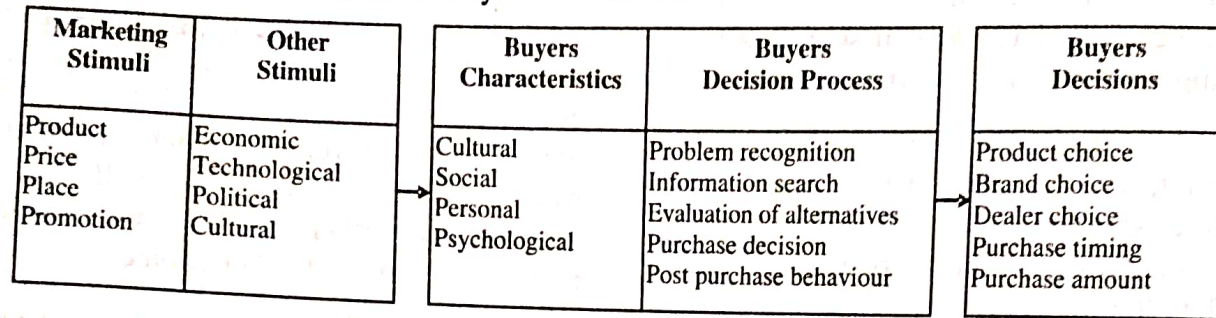 Marketing
Stimuli
Other
Stimuli
Product
Price
Place
Promotion
Economic
Technological
Political
Cultural
Buyers
Characteristics
Buyers
Decision Process
Cultural
Social
Personal
Psychological
Problem recognition
Information search
Evaluation of alternatives
Purchase decision
Post purchase behaviour
Buyers
Decisions
Product choice
Brand choice
Dealer choice
Purchase timing
Purchase amount